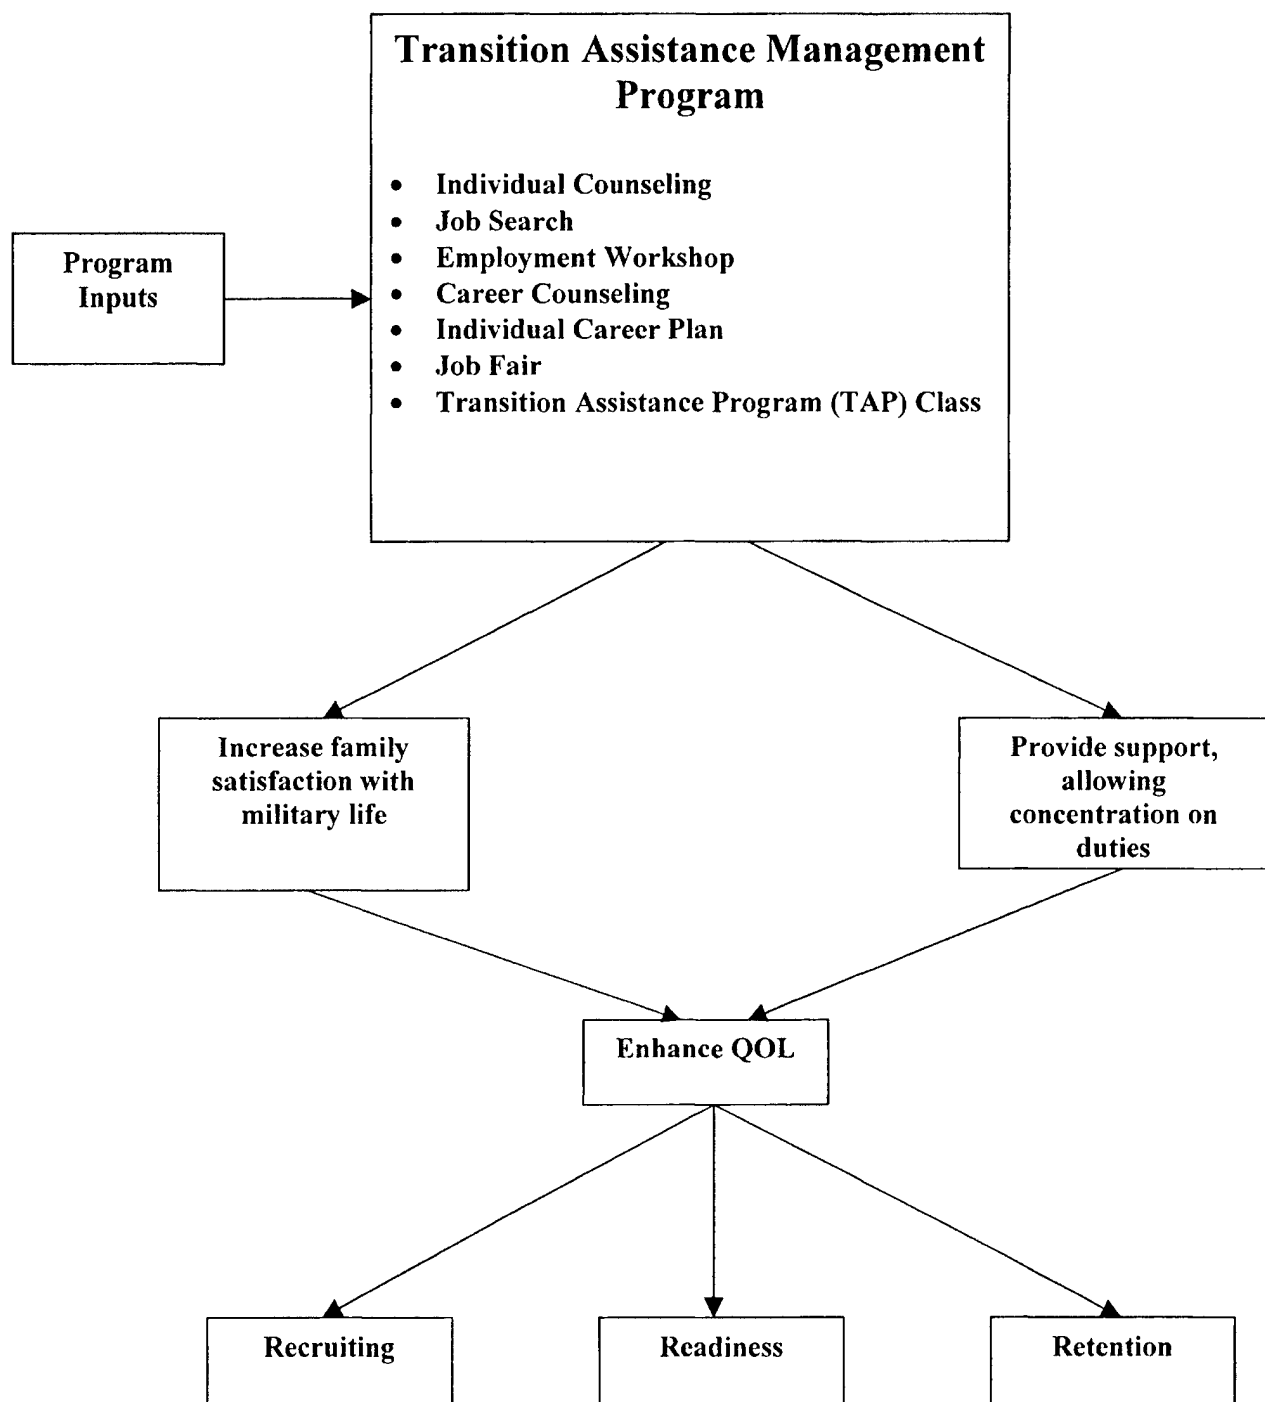 Transition Assistance Management
Program
• Individual Counseling
• Job Search
• Employment Workshop
• Career Counseling
• Individual Career Plan
• Job Fair
• Transition Assistance Program (TAP) Class
Program
Inputs
Increase family
satisfaction with
military life
Provide support,
allowing
concentration on
duties
Enhance QOL
Recruiting
Readiness
Retention